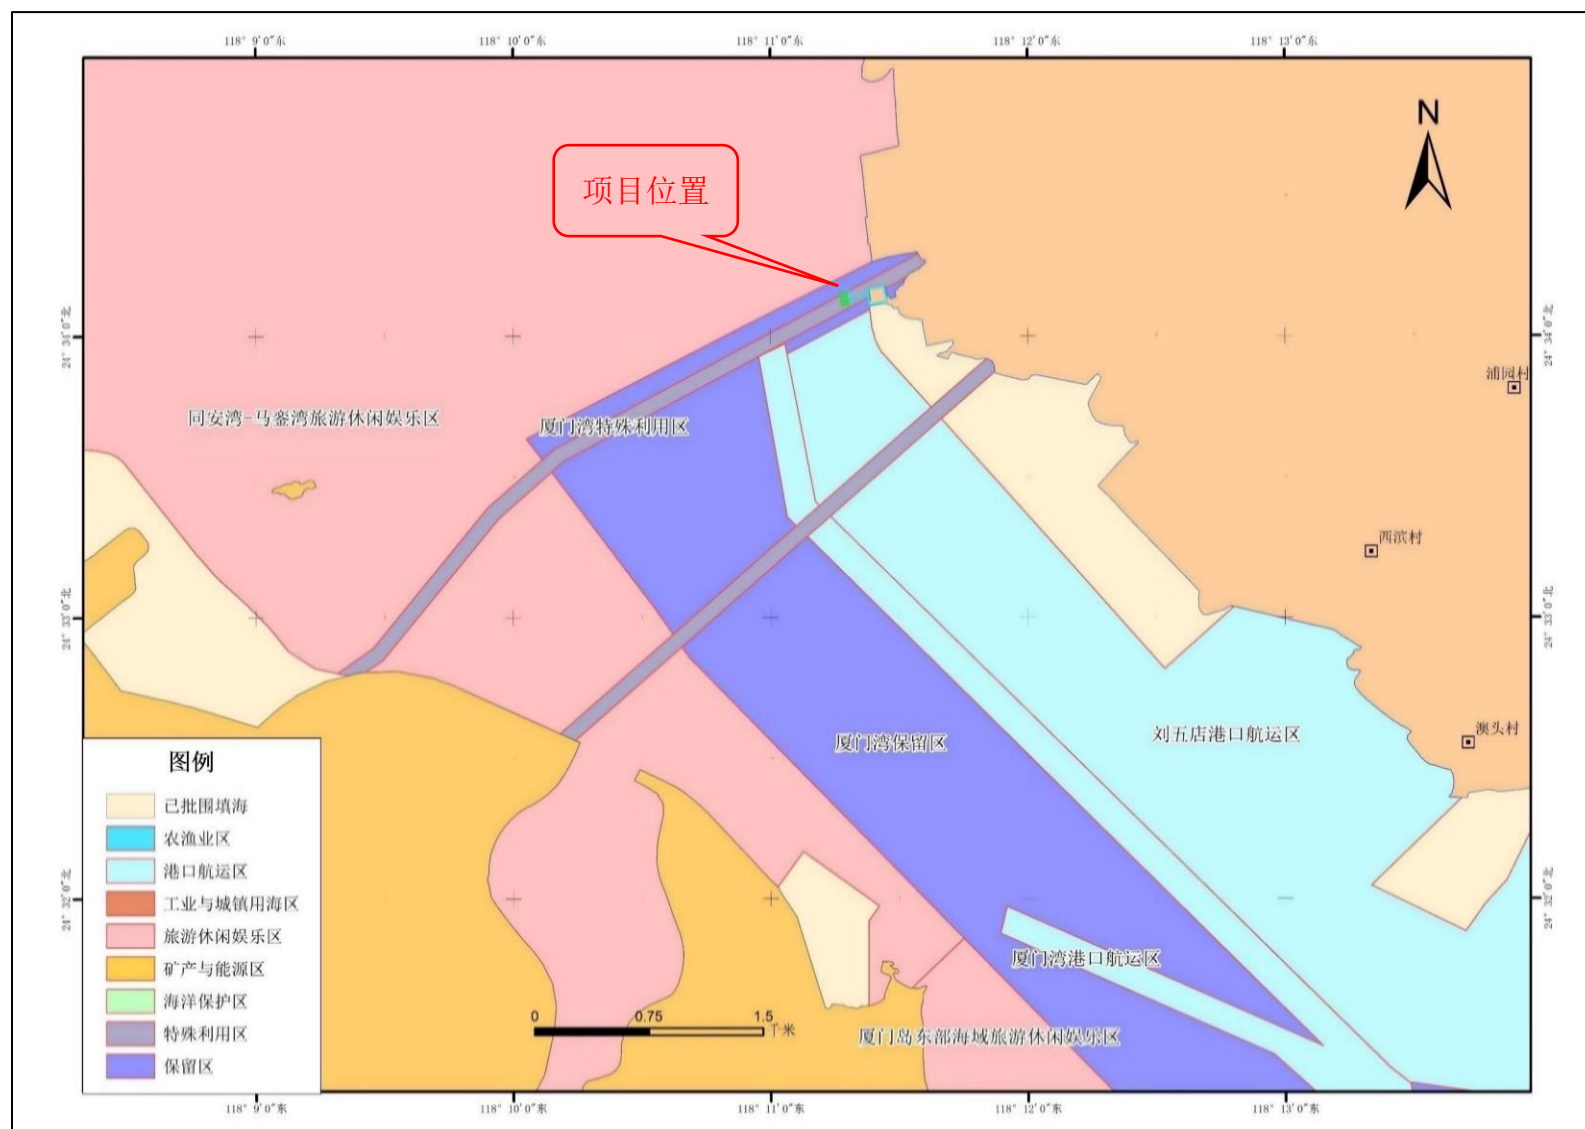 118° 9′0″东
118° 10′0″东
118° 11′0″东
118° 12′0″东
118° 13′0″东
N
项目位置
24° 34′0″北
24° 34′0″北
浦园村
同安湾-马銮湾旅游休闲娱乐区
厦门湾特殊利用区
西滨村
24° 33′0″北
24° 33′0″北
厦门湾保留区
刘五店港口航运区
澳头村
图例
已批围填海
农渔业区
港口航运区
工业与城镇用海区
旅游休闲娱乐区
矿产与能源区
海洋保护区
特殊利用区
保留区
24° 32′0″北
24° 32′0″北
厦门湾港口航运区
0 0.75 1.5
千米
厦门岛东部海域旅游休闲娱乐区
118° 9′0″东
118° 10′0″东
118° 11′0″东
118° 12′0″东
118° 13′0″东